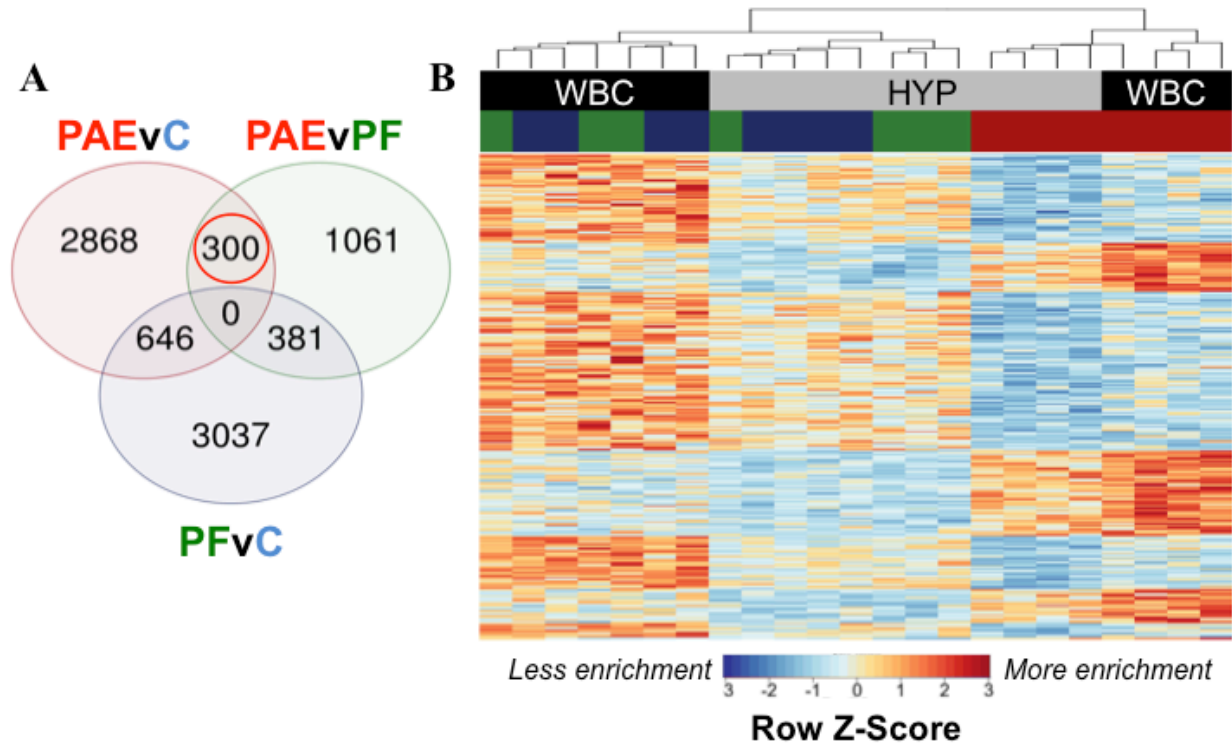 A
B
WBC HYP WBC
PAEvC PAEvPF
2868 300 1061
0
646 381
3037
PFvC
Less enrichment More enrichment
3 -2 -1 0 1 2 3
Row Z-Score